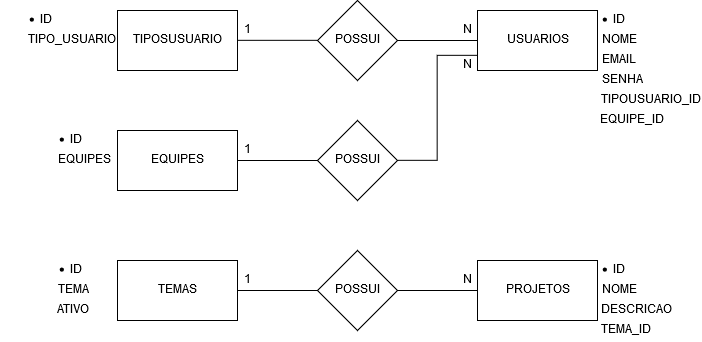 • ID
TIPO_USUARIO
TIPOSUSUARIO
1
POSSUI
N
N
USUARIOS
• ID
NOME
EMAIL
SENHA
TIPOUSUARIO_ID
EQUIPE_ID
• ID
EQUIPES
EQUIPES
1
POSSUI
• ID
TEMA
ATIVO
TEMAS
1
POSSUI
N
PROJETOS
• ID
NOME
DESCRICAO
TEMA_ID